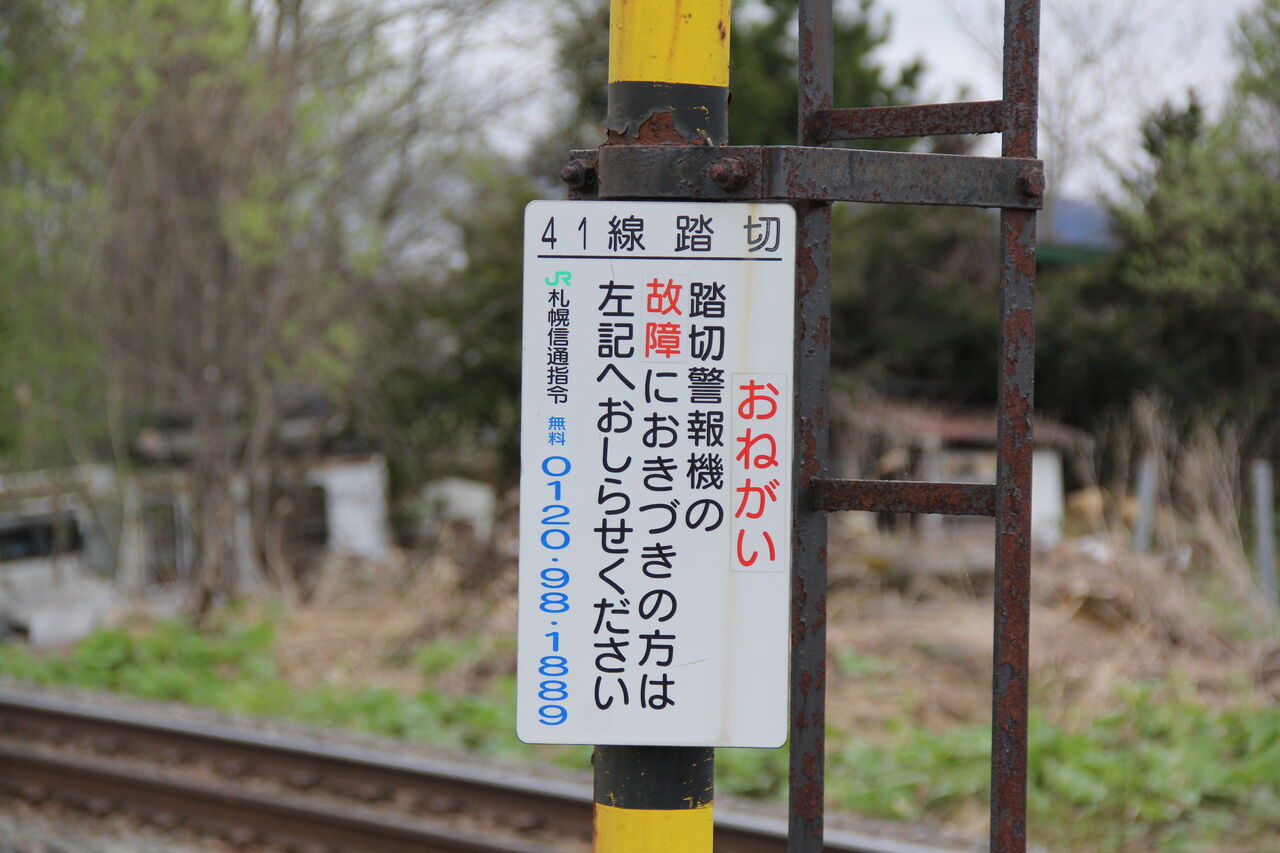 41線踏切
おねがい
踏切警報機の
故障におきづきの方は
左記へおしらせください
JR札幌信通指令 無料 0120・98・1889